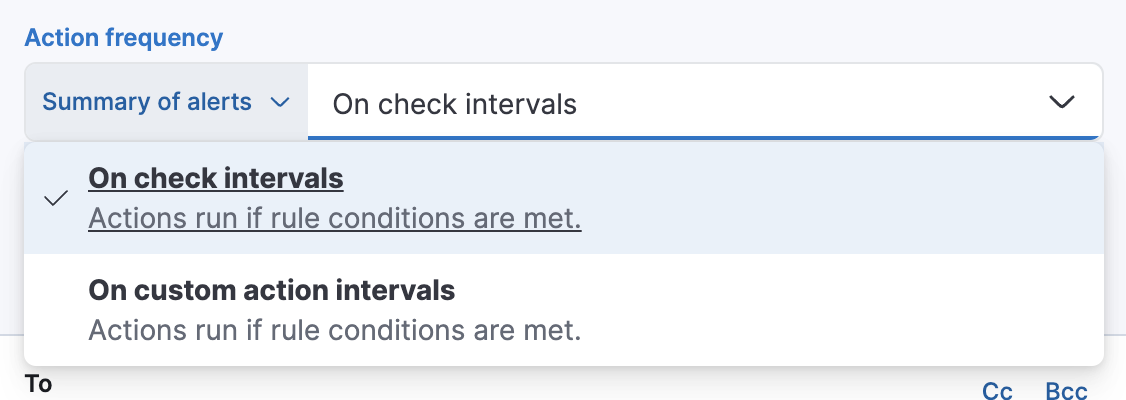 Action frequency
Summary of alerts
On check intervals
On check intervals
Actions run if rule conditions are met.
On custom action intervals
Actions run if rule conditions are met.
To
Cc
Bcc